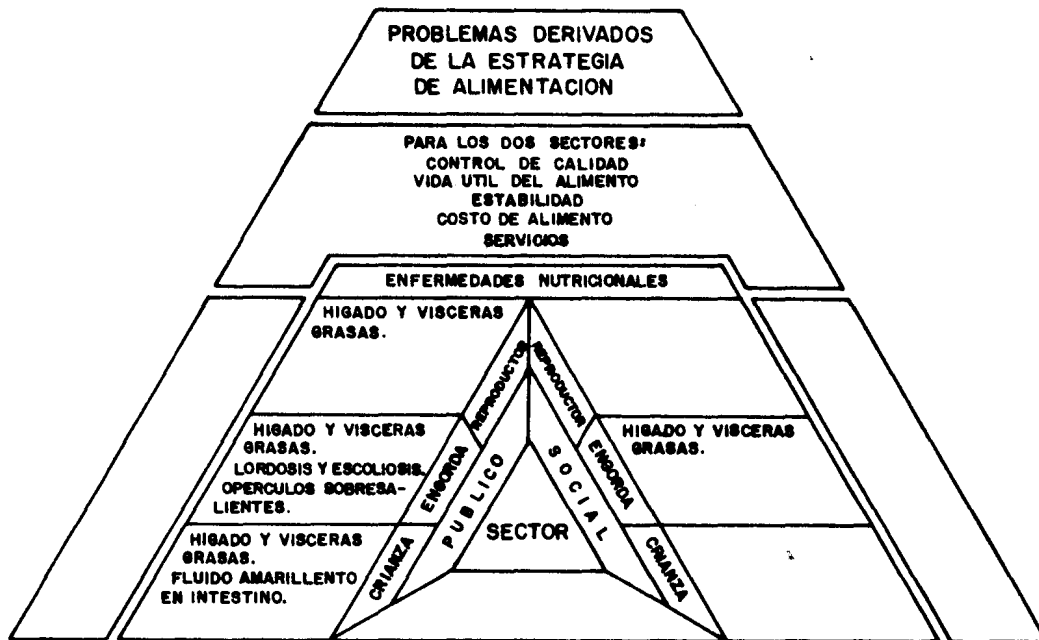 PROBLEMAS DERIVADOS
DE LA ESTRATEGIA
DE ALIMENTACION
PARA LOS DOS SECTORES:
CONTROL DE CALIDAD
VIDA UTIL DEL ALIMENTO
ESTABILIDAD
COSTO DE ALIMENTO
SERVICIOS
ENFERMEDADES NUTRICIONALES
HIGADO Y VISCERAS
GRASAS.
REPRODUCTOR
REPRODUCTOR
HIGADO Y VISCERAS
GRASAS.
LORDOSIS Y ESCOLIOSIS.
OPERCULOS SOBRESA-
LIENTES.
ENGORDA
PUBLICO
SOCIAL
ENGORDA
HIGADO Y VISCERAS
GRASAS.
SECTOR
HIGADO Y VISCERAS
GRASAS.
FLUIDO AMARILLENTO
EN INTESTINO.
CRIANZA
CRIANZA